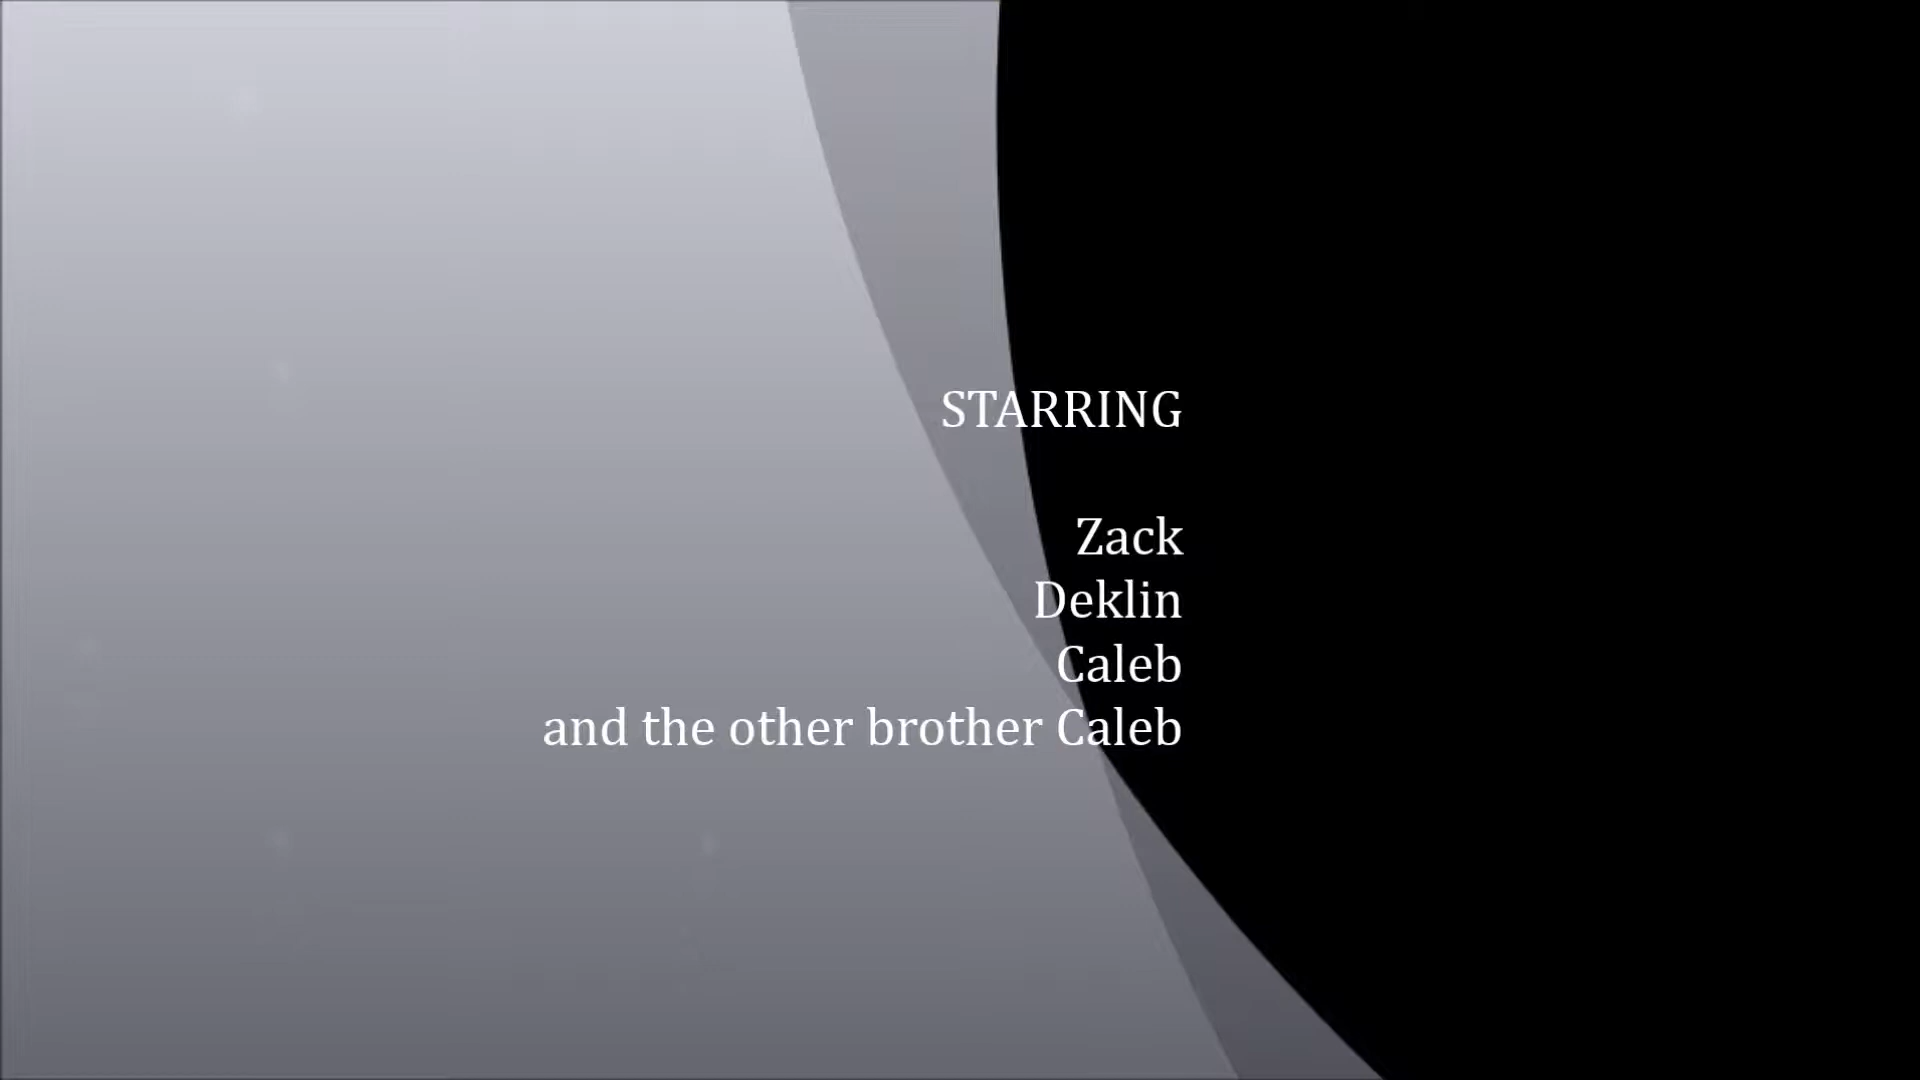 STARRING
Zack
Deklin
Caleb
and the other brother Caleb